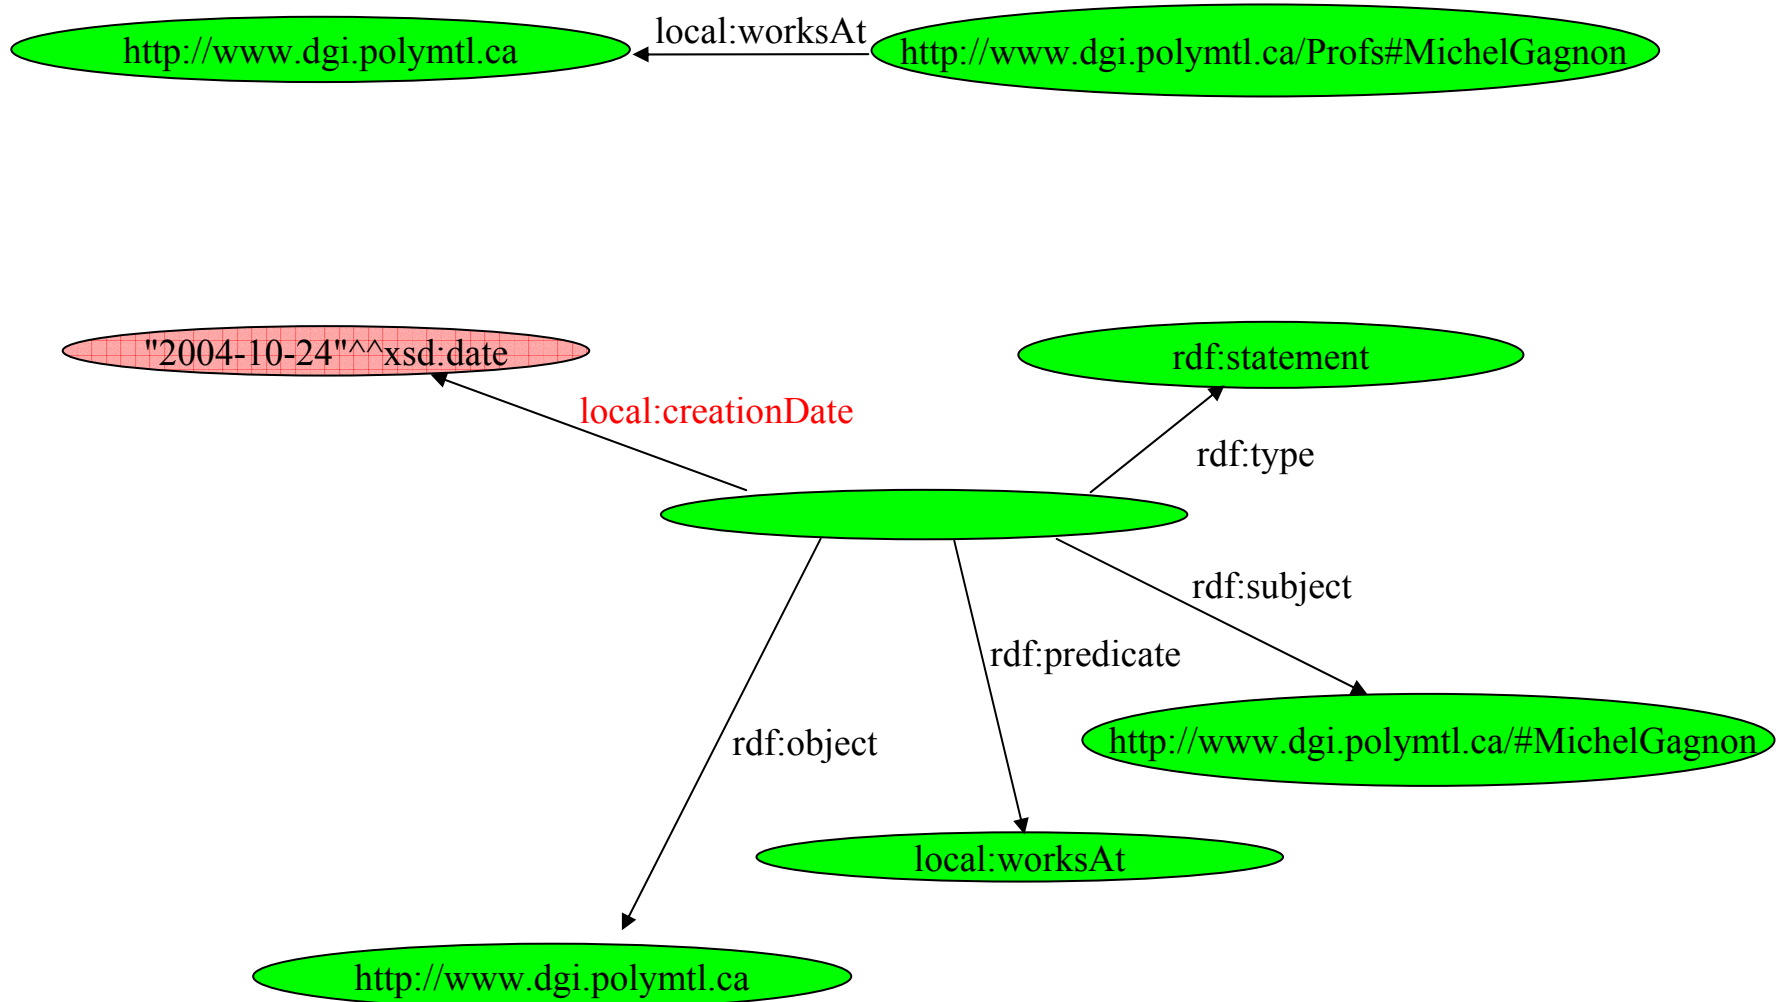 local:worksAt
http://www.dgi.polymtl.ca
http://www.dgi.polymtl.ca/Profs#MichelGagnon
"2004-10-24"^^xsd:date
rdf:statement
local:creationDate
rdf:type
rdf:subject
rdf:predicate
rdf:object
http://www.dgi.polymtl.ca/#MichelGagnon
local:worksAt
http://www.dgi.polymtl.ca